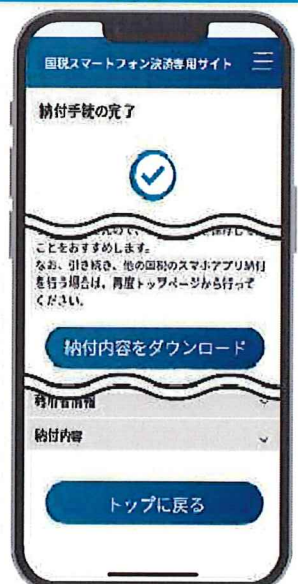 国税スマートフォン決済専用サイト
納付手続の完了
ことをおすすめします。
なお、引き続き、他の国税のスマホアプリ納付
を行う場合は、再度トップページから行って
ください。
納付内容をダウンロード
利用者情報
納付内容
トップに戻る